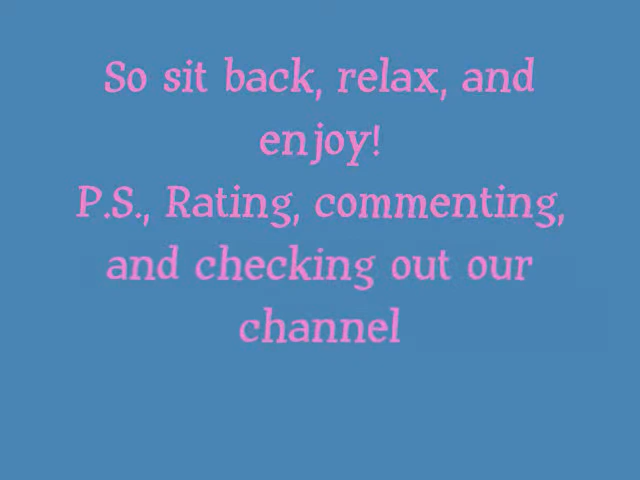 So sit back, relax, and
enjoy!
P.S., Rating, commenting,
and checking out our
channel